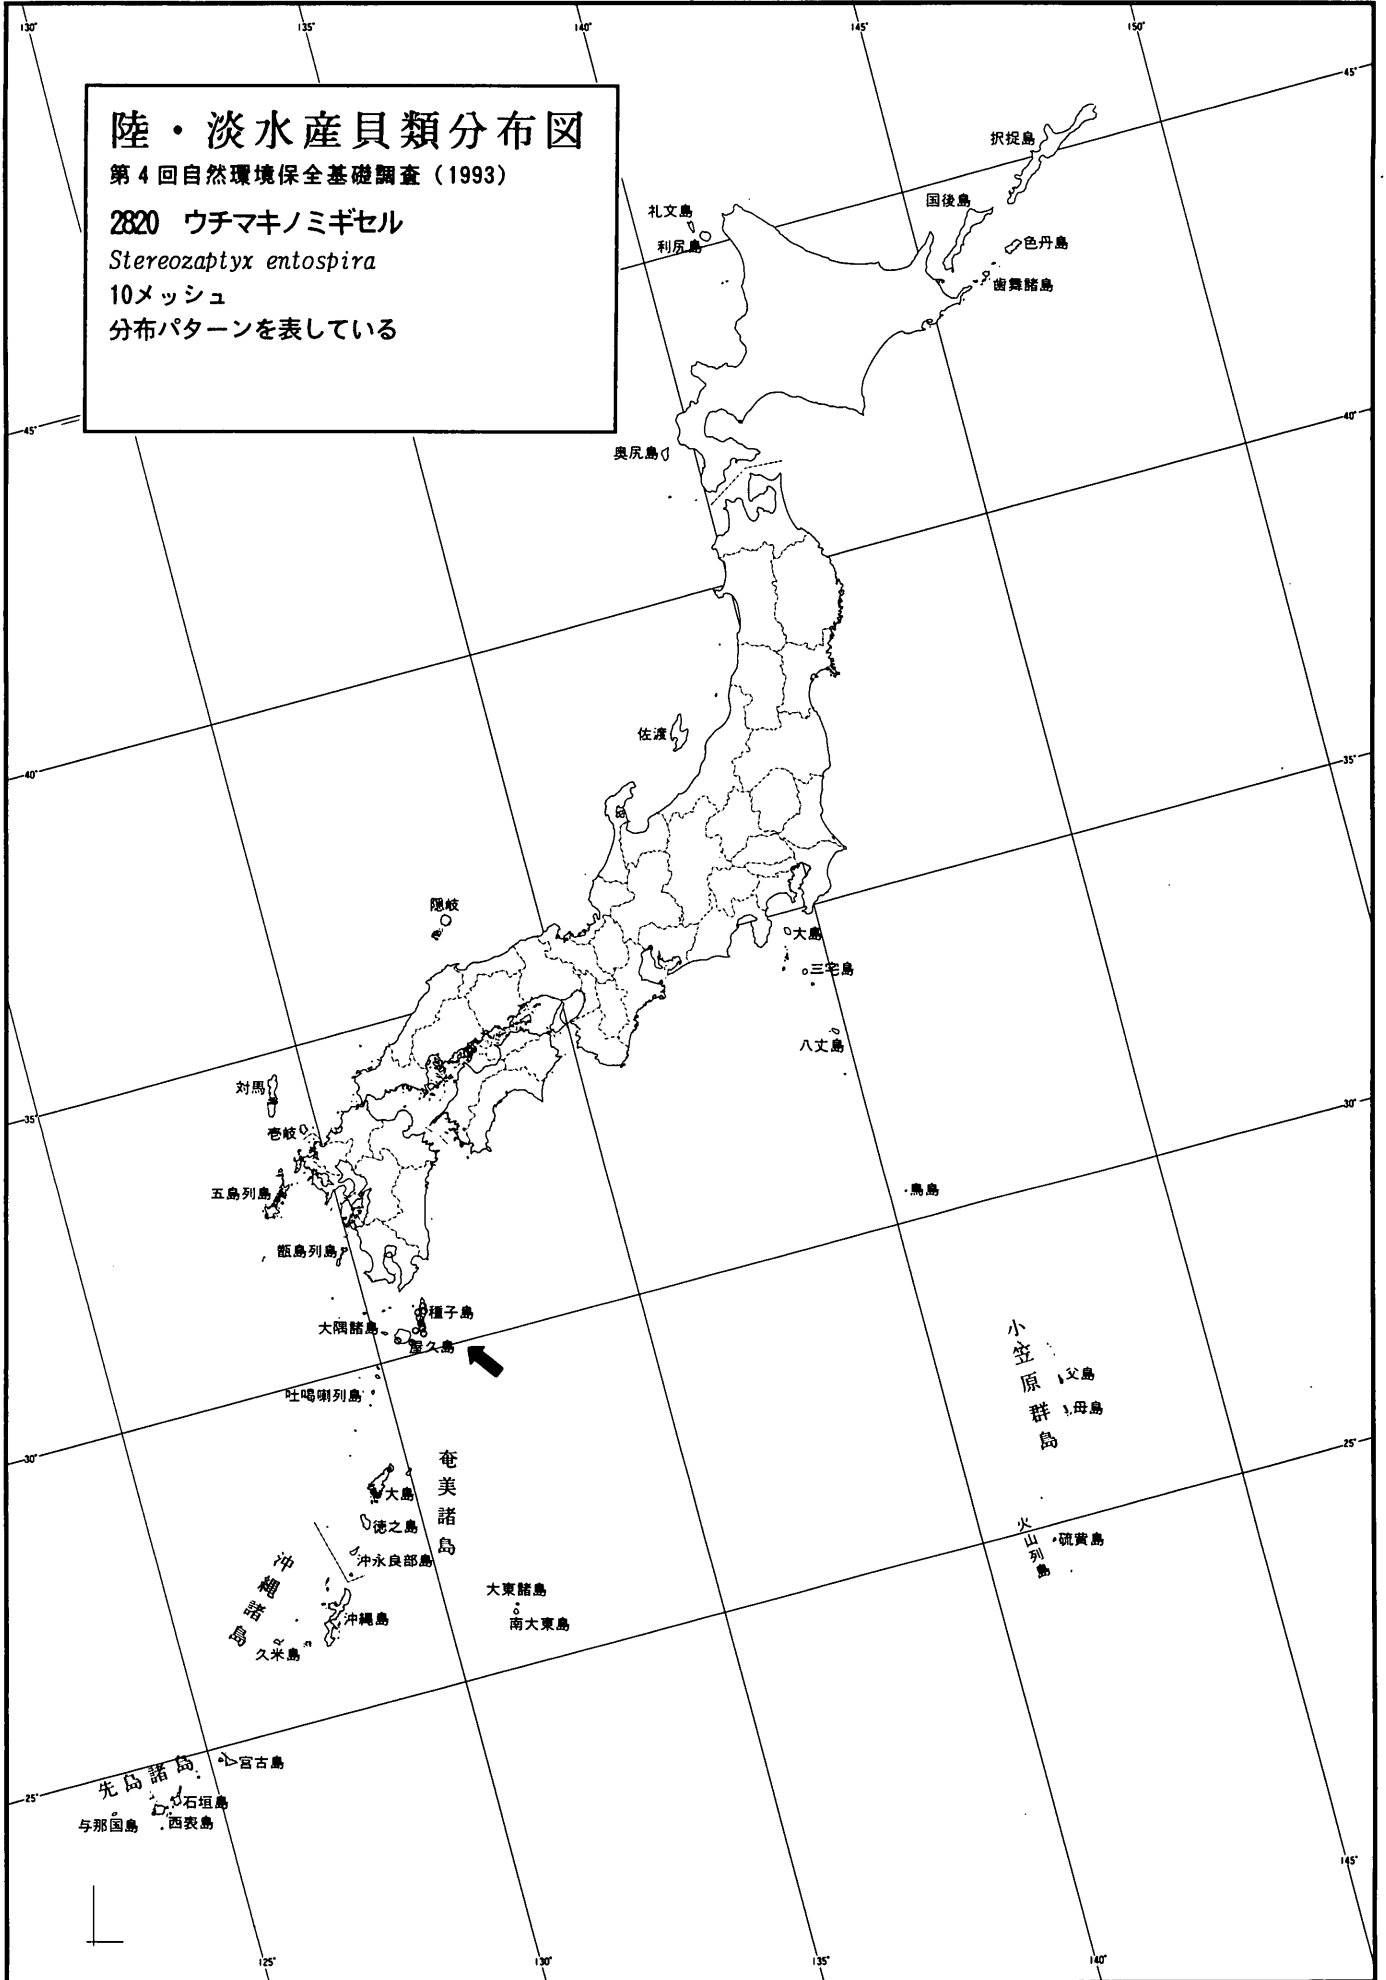 130°
135°
140°
145°
150°
陸・淡水産貝類分布図
第4回自然環境保全基礎調査(1993)
2820 ウチマキノミギセル
Stereozaptyx entospira
10メッシュ
分布パターンを表している
45°
択捉島
国後島
礼文島
利尻島
色丹島
歯舞諸島
45°
40°
奥尻島
佐渡
40°
35°
隠岐
大島
三宅島
八丈島
対馬
35°
壱岐
30°
五島列島
鳥島
甑島列島
種子島
大隅諸島
屋久島
吐噶喇列島
小笠原群島
父島
母島
30°
25°
奄美諸島
大島
徳之島
沖永良部島
火山列島
硫黄島
沖縄諸島
沖縄島
久米島
大東諸島
南大東島
先島諸島
宮古島
25°
石垣島
与那国島
西表島
145°
125°
130°
135°
140°